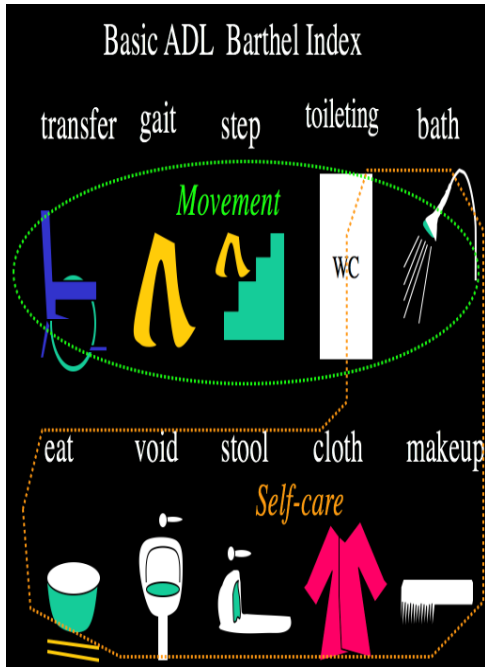 Basic ADL Barthel Index
transfer gait step toileting bath
Movement
WC
eat void stool cloth makeup
Self-care